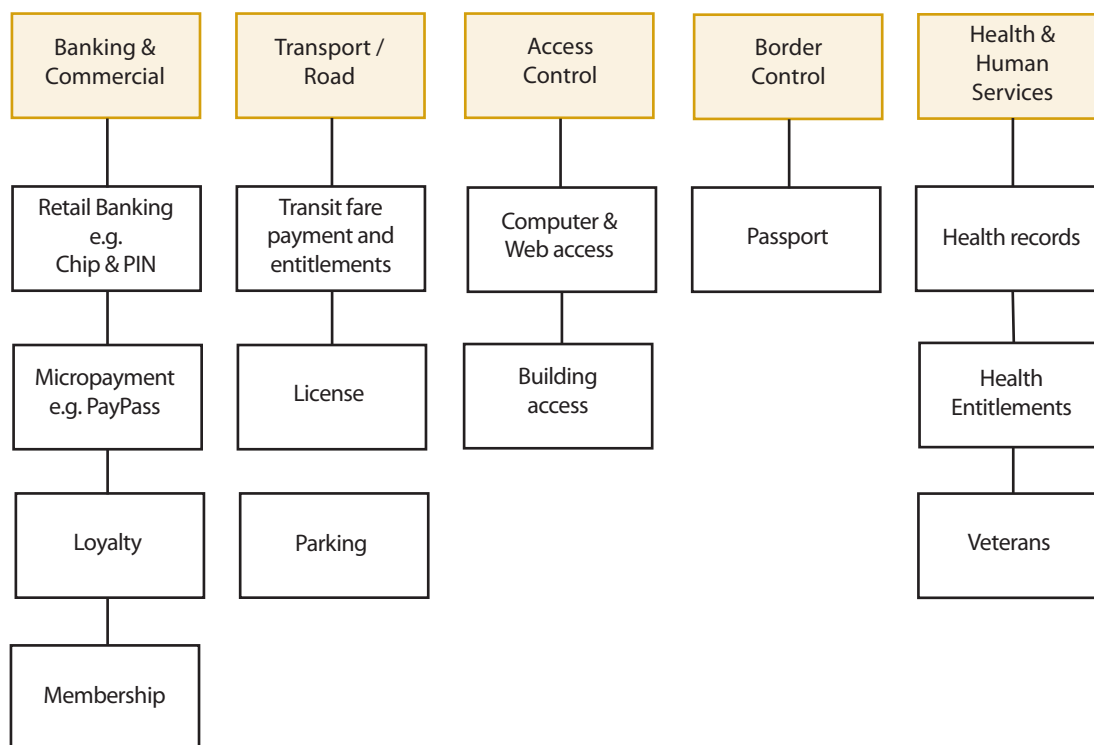 Banking &
Commercial
Transport /
Road
Access
Control
Border
Control
Health &
Human
Services
Retail Banking
e.g.
Chip & PIN
Transit fare
payment and
entitlements
Computer &
Web access
Passport
Health records
Micropayment
e.g. PayPass
License
Building
access
Health
Entitlements
Loyalty
Parking
Veterans
Membership